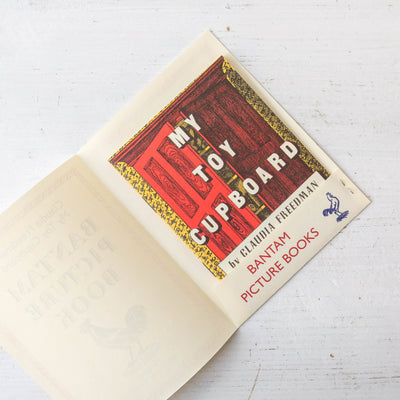 MY
TOY
CUPBOARD
by CLAUDIA FREEDMAN
BANTAM
PICTURE BOOKS